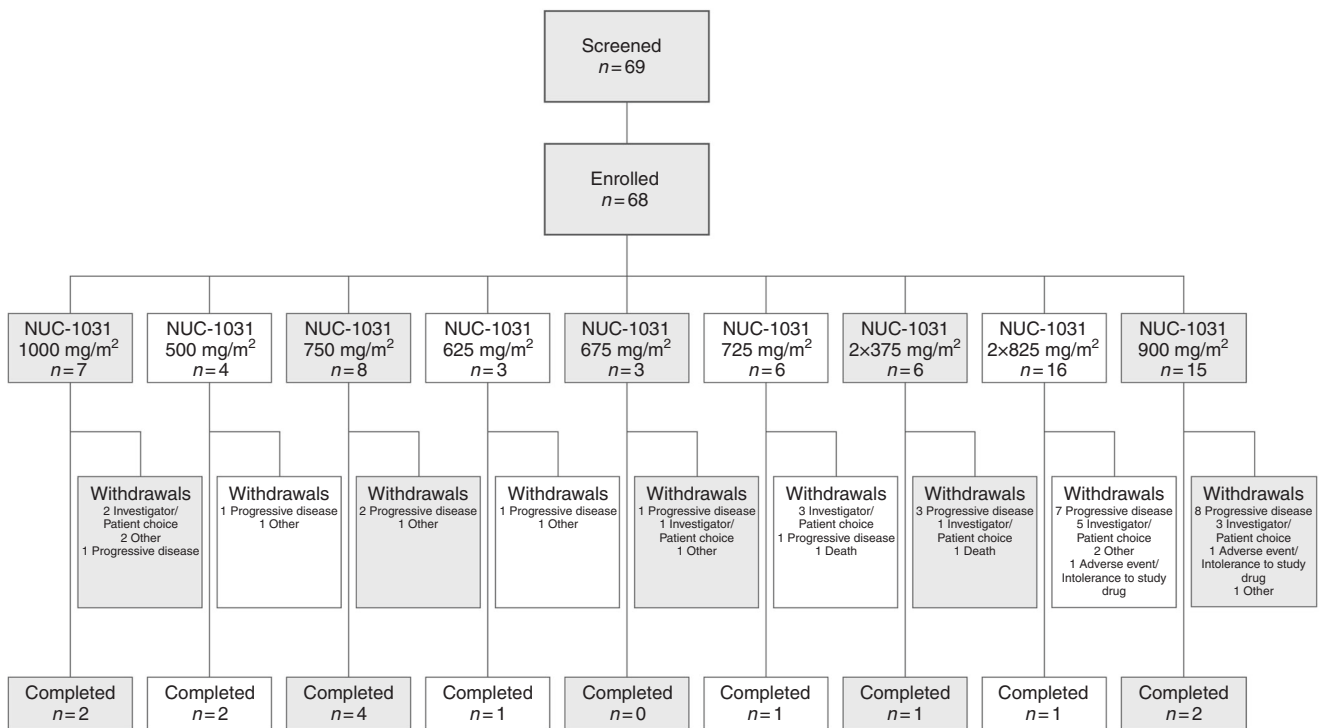 Screened
n=69
Enrolled
n=68
NUC-1031
1000 mg/m²
n=7
NUC-1031
500 mg/m²
n=4
NUC-1031
750 mg/m²
n=8
NUC-1031
625 mg/m²
n=3
NUC-1031
675 mg/m²
n=3
NUC-1031
725 mg/m²
n=6
NUC-1031
2×375 mg/m²
n=6
NUC-1031
2×825 mg/m²
n=16
NUC-1031
900 mg/m²
n=15
Withdrawals
2 Investigator/
Patient choice
2 Other
1 Progressive disease
Withdrawals
1 Progressive disease
1 Other
Withdrawals
2 Progressive disease
1 Other
Withdrawals
1 Progressive disease
1 Other
Withdrawals
1 Progressive disease
1 Investigator/
Patient choice
1 Other
Withdrawals
3 Investigator/
Patient choice
1 Progressive disease
1 Death
Withdrawals
3 Progressive disease
1 Investigator/
Patient choice
1 Death
Withdrawals
7 Progressive disease
5 Investigator/
Patient choice
2 Other
1 Adverse event/
Intolerance to study
drug
Withdrawals
8 Progressive disease
3 Investigator/
Patient choice
1 Adverse event/
Intolerance to study
drug
1 Other
Completed
n=2
Completed
n=2
Completed
n=4
Completed
n=1
Completed
n=0
Completed
n=1
Completed
n=1
Completed
n=1
Completed
n=2